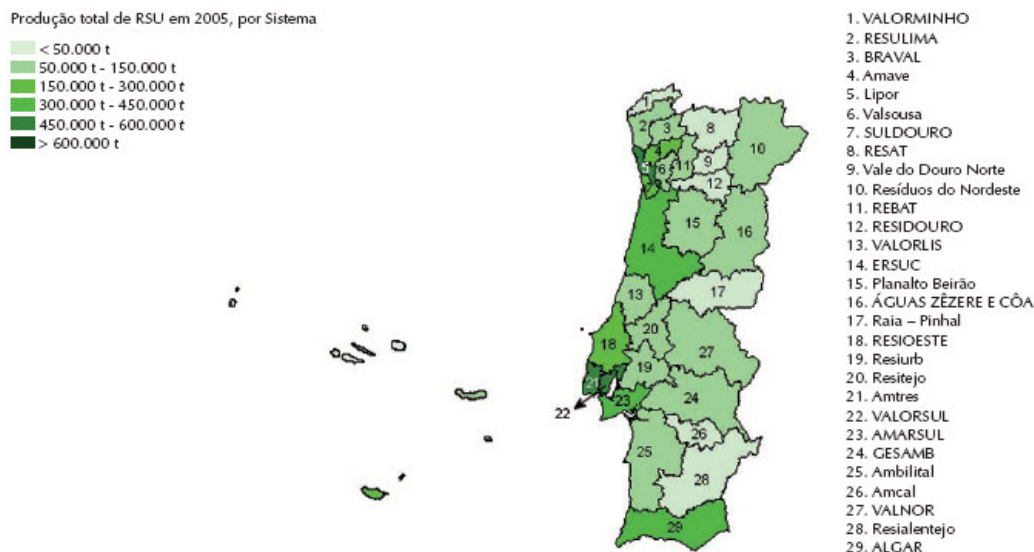 Produção total de RSU em 2005, por Sistema
< 50.000 t
50.000 t - 150.000 t
150.000 t - 300.000 t
300.000 t - 450.000 t
450.000 t - 600.000 t
> 600.000 t
1. VALORMINHO
2. RESULIMA
3. BRAVAL
4. Amave
5. Lipor
6. Valsousa
7. SULDOURO
8. RESAT
9. Vale do Douro Norte
10. Resíduos do Nordeste
11. REBAT
12. RESIDOURO
13. VALORLIS
14. ERSUC
15. Planalto Beirão
16. ÁGUAS ZÊZERE E CÔA
17. Raia – Pinhal
18. RESIOESTE
19. Resiurb
20. Resitejo
21. Amtres
22. VALORSUL
23. AMARSUL
24. GESAMB
25. Ambilital
26. Amcal
27. VALNOR
28. Resialentejo
29. ALGAR
1
2
3
8
10
4
5
6
11
9
12
15
16
14
17
13
20
18
27
19
21
24
23
22
26
25
28
29